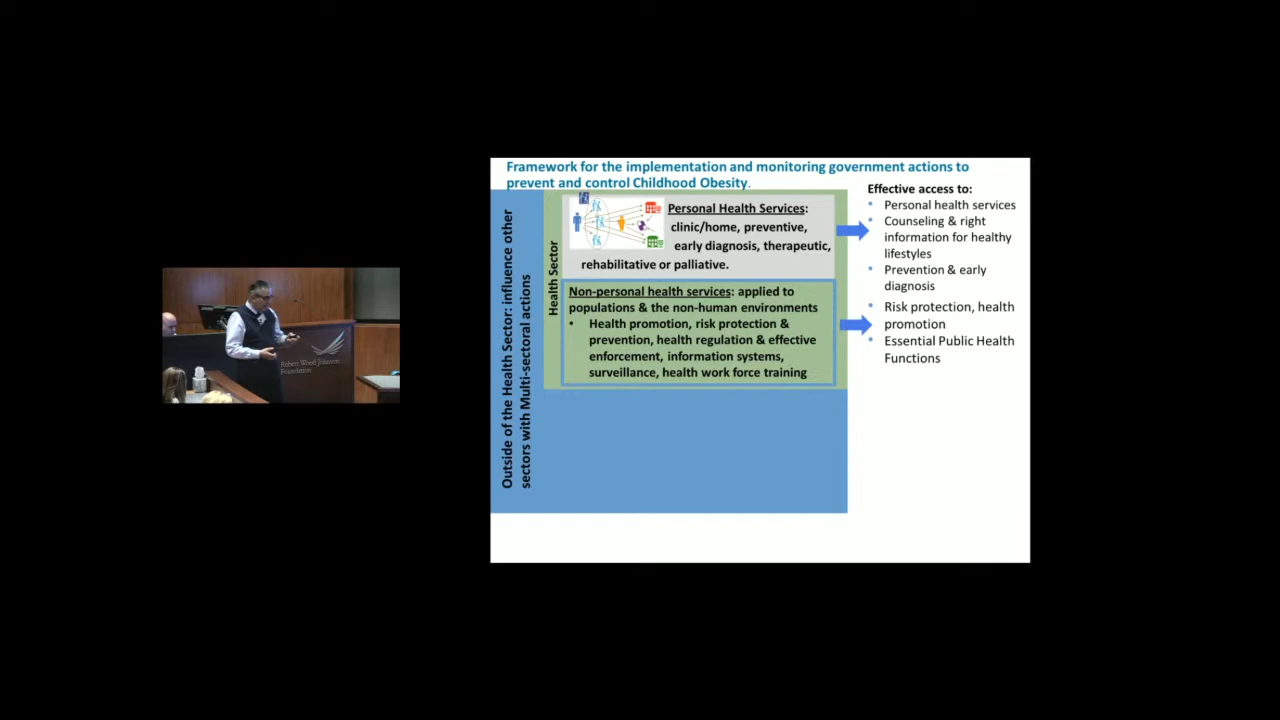 Framework for the implementation and monitoring government actions to
prevent and control Childhood Obesity.
Outside of the Health Sector: influence other
sectors with Multi-sectoral actions
Health Sector
Personal Health Services:
clinic/home, preventive,
early diagnosis, therapeutic,
rehabilitative or palliative.
Non-personal health services: applied to
populations & the non-human environments
• Health promotion, risk protection &
prevention, health regulation & effective
enforcement, information systems,
surveillance, health work force training
Effective access to:
• Personal health services
• Counseling & right
information for healthy
lifestyles
• Prevention & early
diagnosis
• Risk protection, health
promotion
• Essential Public Health
Functions
Robert Wood Johnson
Foundation